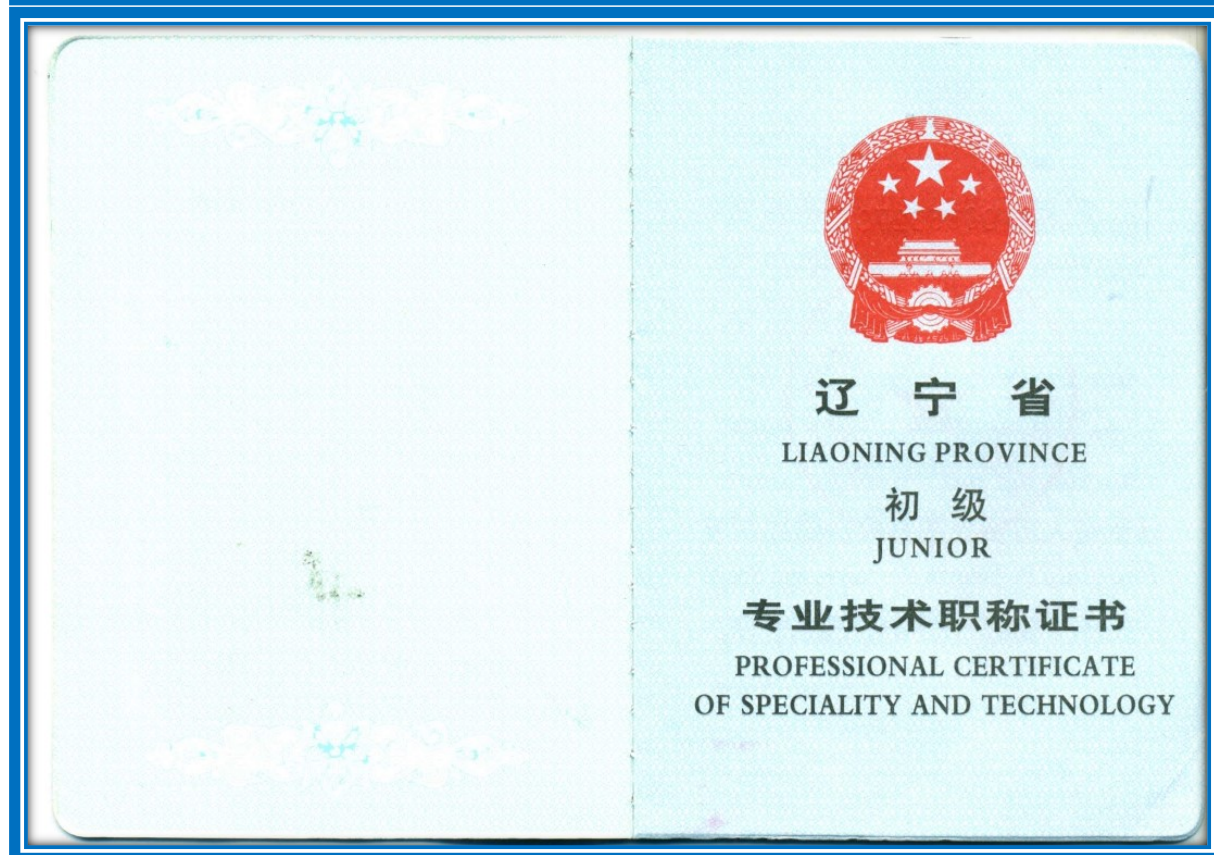 辽宁省
LIAONING PROVINCE
初级
JUNIOR
专业技术职称证书
PROFESSIONAL CERTIFICATE
OF SPECIALITY AND TECHNOLOGY